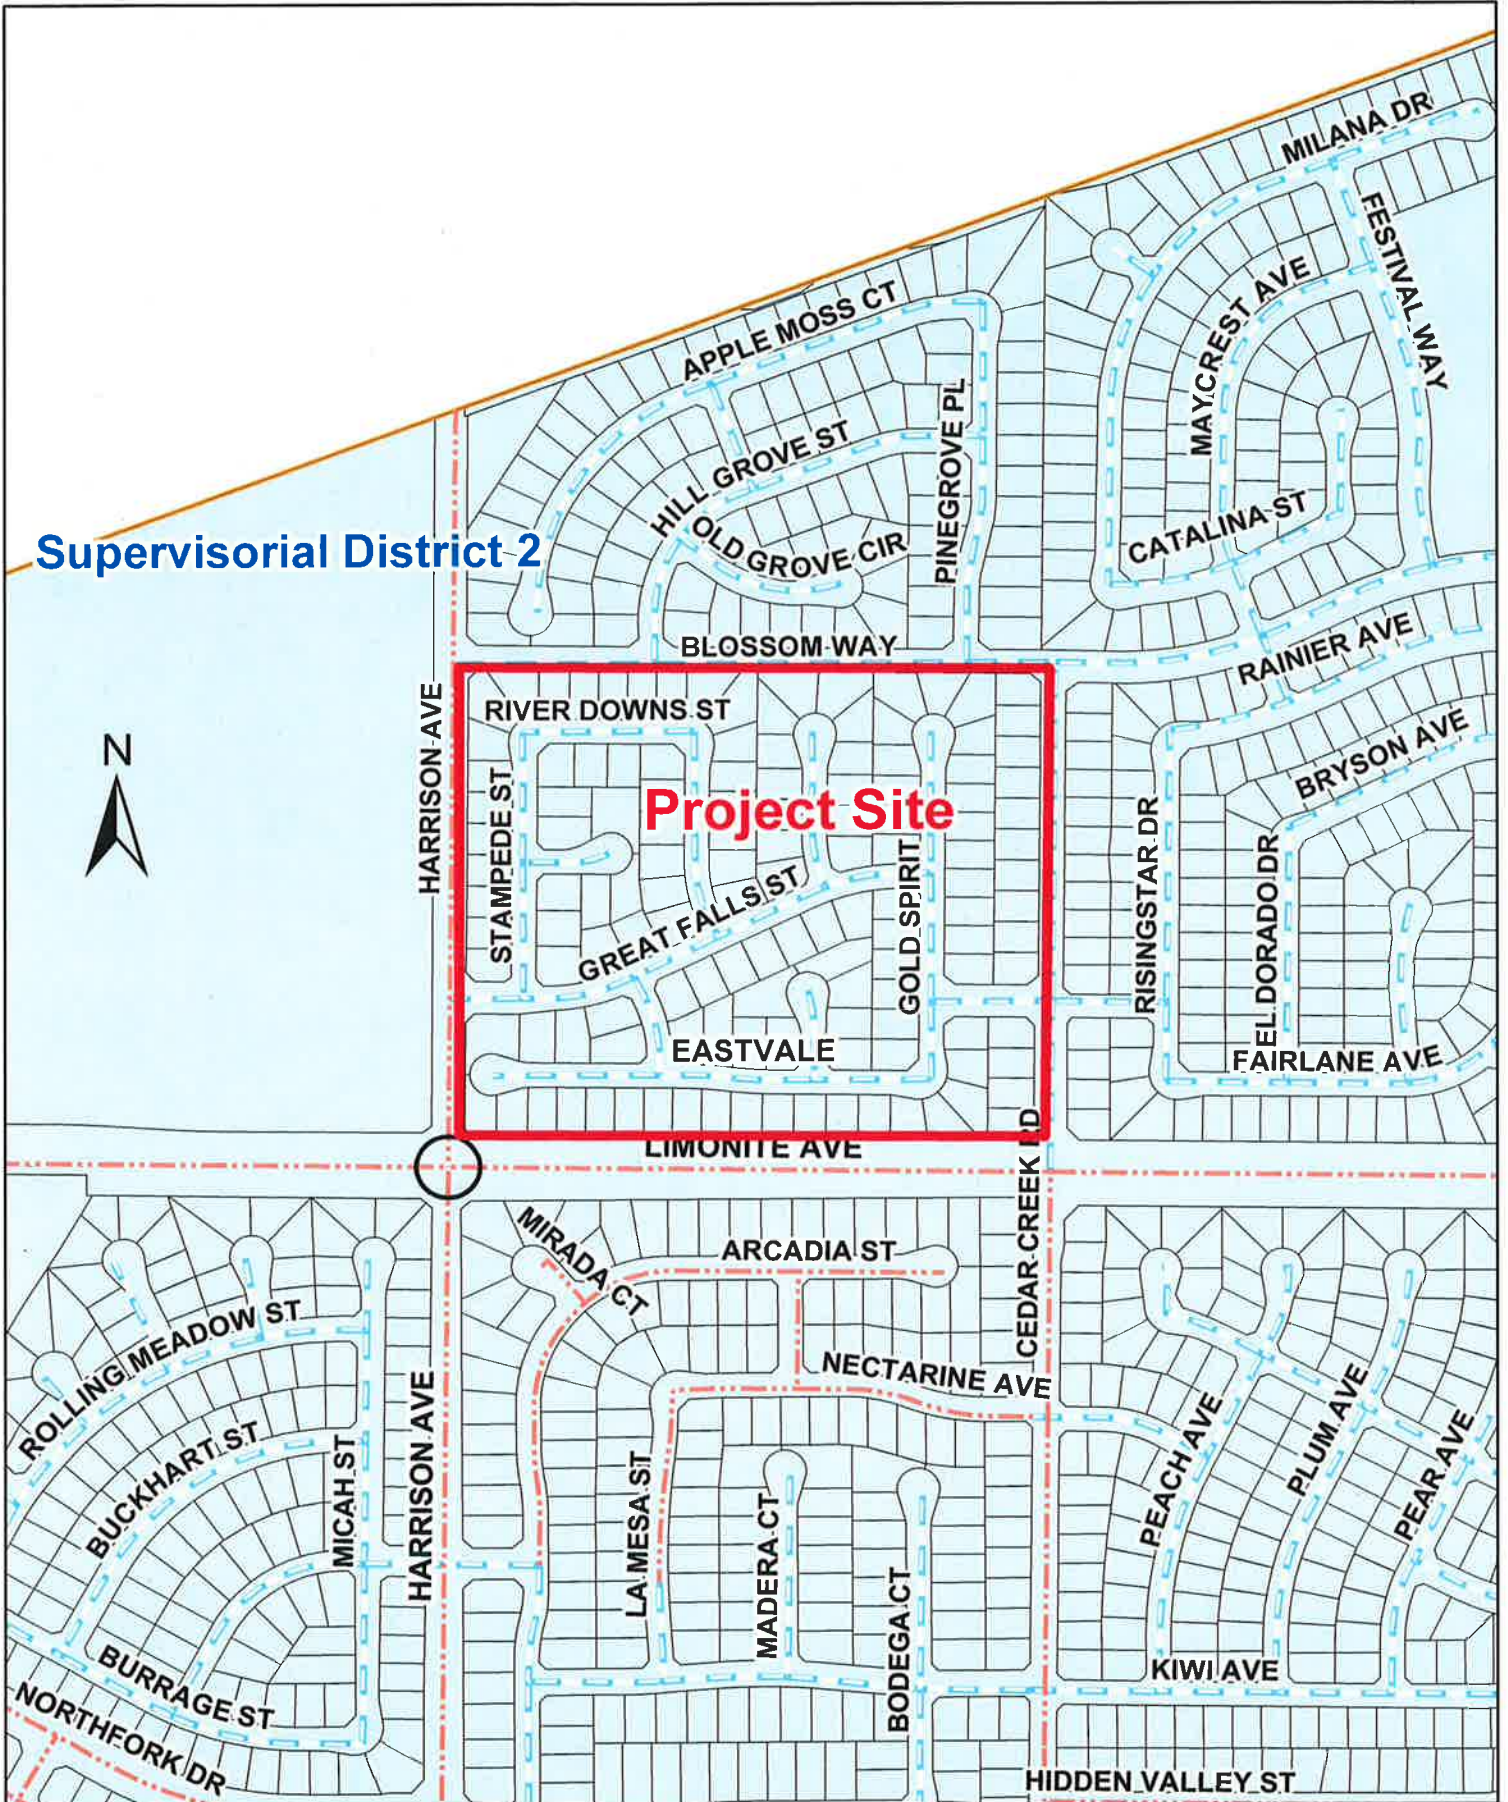 MILANA DR
FESTIVAL WAY
MAYCREST AVE
APPLE MOSS CT
PINEGROVE PL
HILL GROVE ST
CATALINA ST
OLD GROVE CIR
Supervisorial District 2
BLOSSOM WAY
RAINIER AVE
HARRISON AVE
RIVER DOWNS ST
BRYSON AVE
N
STAMPEDE ST
Project Site
RISINGSTAR DR
EL DORADO DR
GOLD SPIRIT
GREAT FALLS ST
EASTVALE
FAIRLANE AVE
LIMONITE AVE
CEDAR CREEK RD
MIRADA CT
ARCADIA ST
ROLLING MEADOW ST
NECTARINE AVE
HARRISON AVE
BUCKHART ST
MICAH ST
LA MESA ST
MADERA CT
BODEGA CT
PEACH AVE
PLUM AVE
PEAR AVE
BURRAGE ST
KIWI AVE
NORTHFORK DR
HIDDEN VALLEY ST